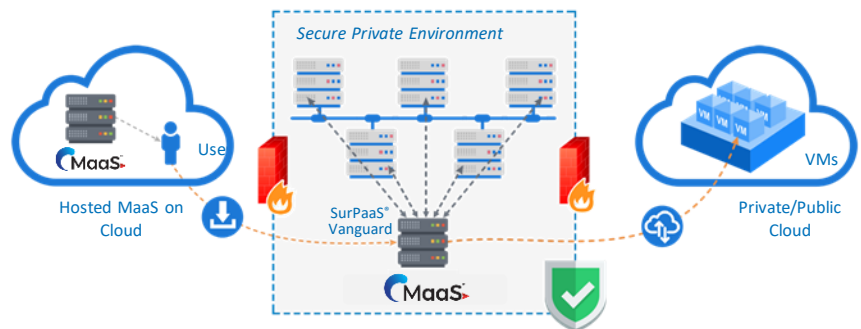 Secure Private Environment
MaaS
Use
Hosted MaaS on
Cloud
SurPaaS®
Vanguard
MaaS
VM
VM
VM
VMs
Private/Public
Cloud